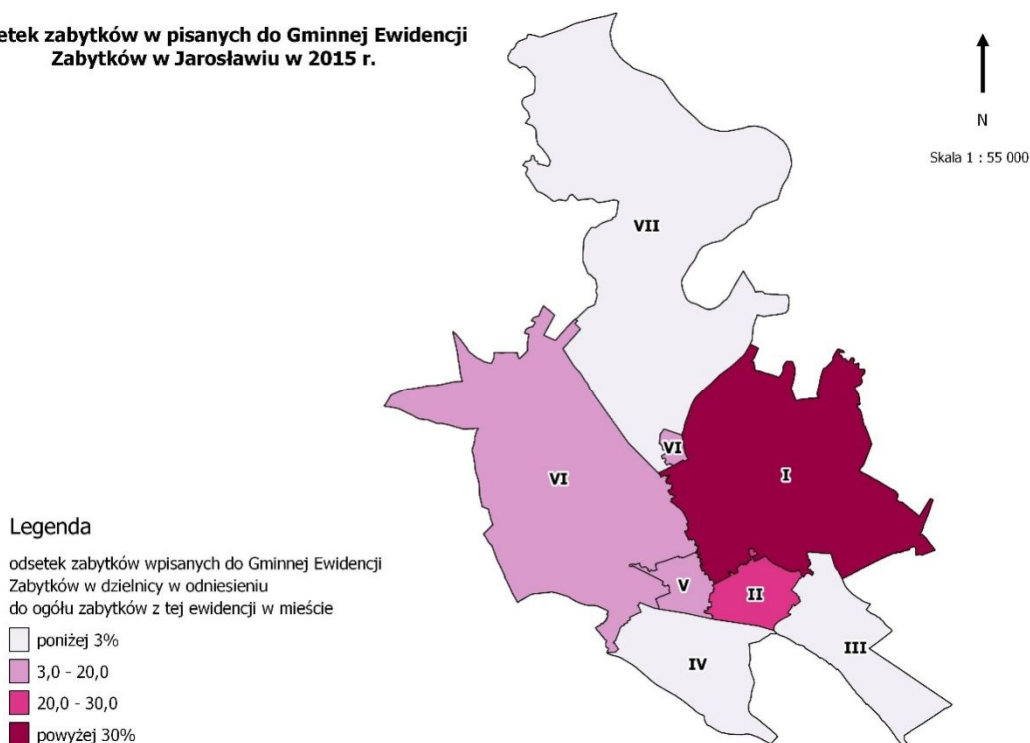 etek zabytków w pisanych do Gminnej Ewidencji
Zabytków w Jarosławiu w 2015 r.
N
Skala 1 : 55 000
VII
VI
VI
I
V
II
III
IV
Legenda
odsetek zabytków wpisanych do Gminnej Ewidencji
Zabytków w dzielnicy w odniesieniu
do ogółu zabytków z tej ewidencji w mieście
poniżej 3%
3,0 - 20,0
20,0 - 30,0
powyżej 30%